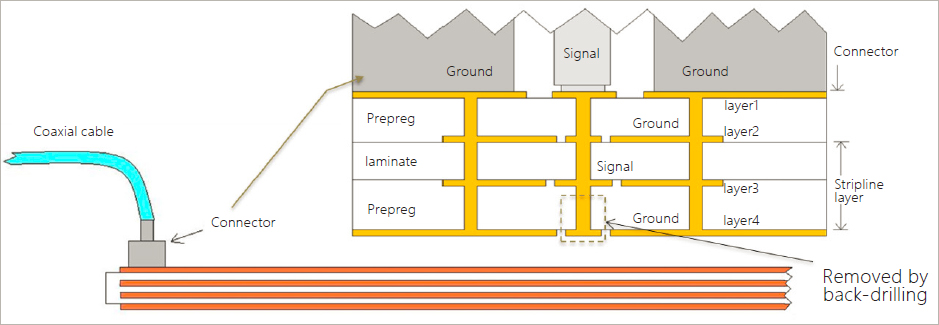 Signal
Connector
Ground
Ground
Prepreg
layer1
Ground
layer2
Coaxial cable
laminate
Signal
Stripline
layer
layer3
Prepreg
Ground
layer4
Connector
Removed by
back-drilling